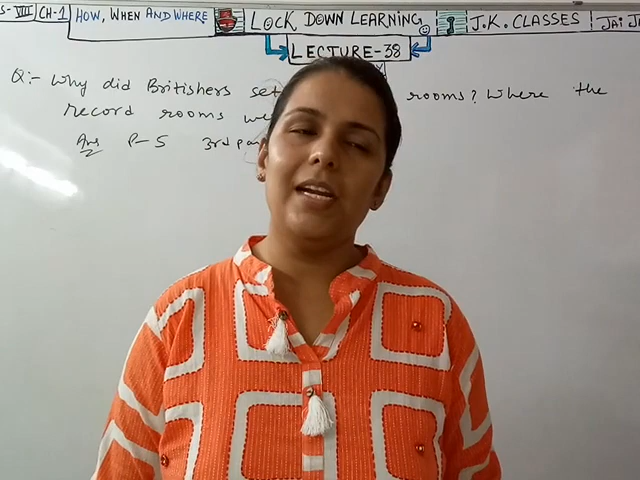 S-VIII CH-1 HOW, WHEN AND WHERE LOCK DOWN LEARNING J.K. CLASSES JAI
LECTURE-38
Q:- Why did Britishers set rooms? Where the
record rooms we
Ans P-5 3rd pa